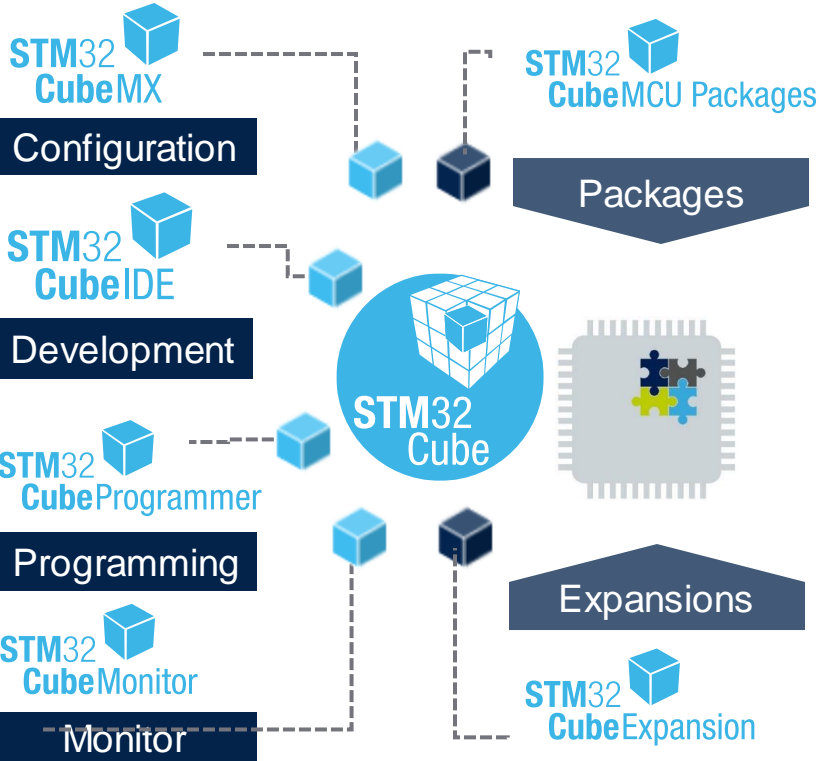 STM32
CubeMX
Configuration
STM32
CubeIDE
Development
STM32
CubeProgrammer
Programming
STM32
CubeMonitor
Monitor
STM32
Cube
STM32
CubeMCU Packages
Packages
Expansions
STM32
CubeExpansion